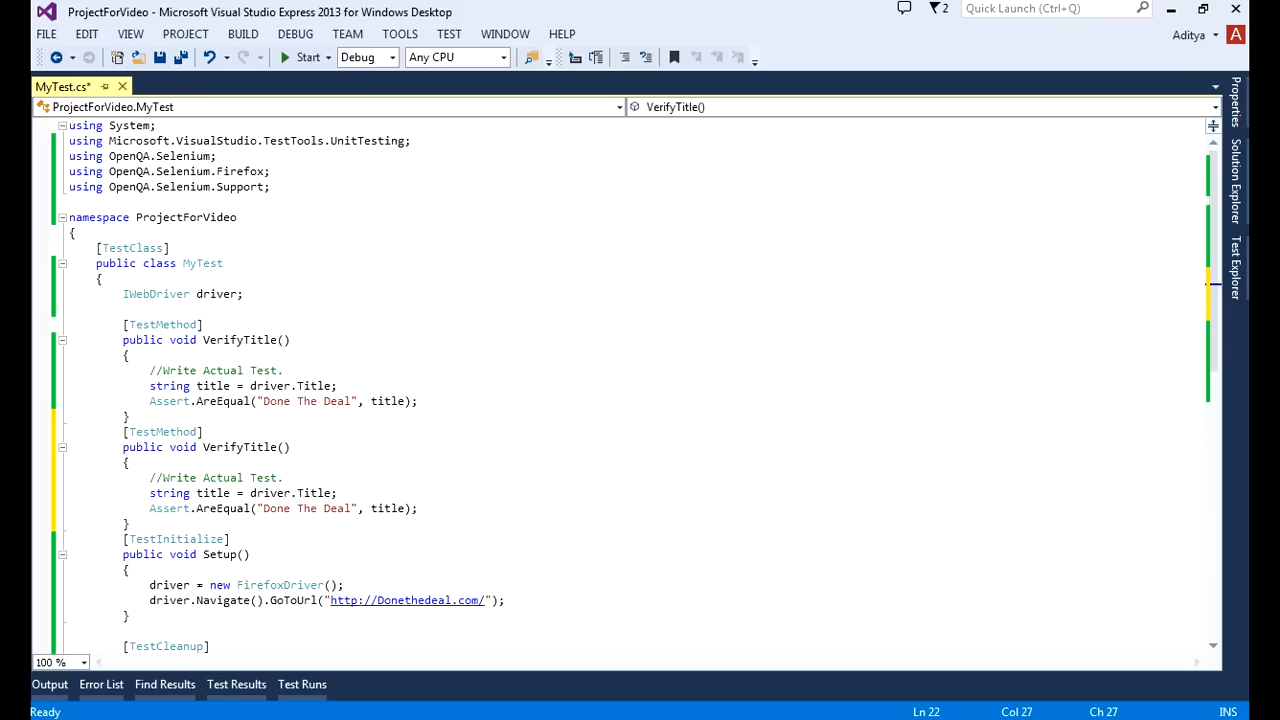 ProjectForVideo - Microsoft Visual Studio Express 2013 for Windows Desktop
2
Quick Launch (Ctrl+Q)
FILE EDIT VIEW PROJECT BUILD DEBUG TEAM TOOLS TEST WINDOW HELP
Aditya A
Start Debug Any CPU
MyTest.cs*
ProjectForVideo.MyTest VerifyTitle()
using System;
using Microsoft.VisualStudio.TestTools.UnitTesting;
using OpenQA.Selenium;
using OpenQA.Selenium.Firefox;
using OpenQA.Selenium.Support;
namespace ProjectForVideo
{
[TestClass]
public class MyTest
{
IWebDriver driver;
[TestMethod]
public void VerifyTitle()
{
//Write Actual Test.
string title = driver.Title;
Assert.AreEqual("Done The Deal", title);
}
[TestMethod]
public void VerifyTitle()
{
//Write Actual Test.
string title = driver.Title;
Assert.AreEqual("Done The Deal", title);
}
[TestInitialize]
public void Setup()
{
driver = new FirefoxDriver();
driver.Navigate().GoToUrl("http://Donethedeal.com/");
}
[TestCleanup]
100 %
Properties
Solution Explorer
Test Explorer
Output Error List Find Results Test Results Test Runs
Ready Ln 22 Col 27 Ch 27 INS